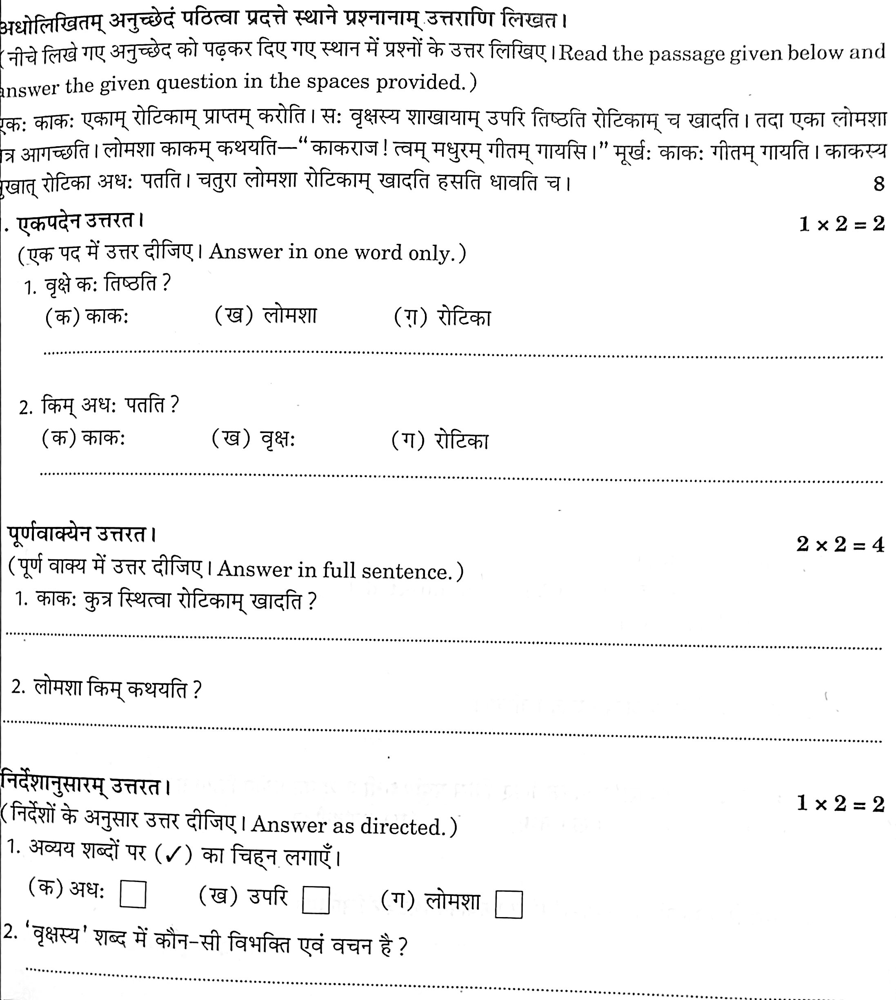 अधोलिखितम् अनुच्छेदं पठित्वा प्रदत्ते स्थाने प्रश्नानाम् उत्तराणि लिखत।
(नीचे लिखे गए अनुच्छेद को पढ़कर दिए गए स्थान में प्रश्नों के उत्तर लिखिए। Read the passage given below and
answer the given question in the spaces provided.)
एक: काक: एकाम् रोटिकाम् प्राप्तम् करोति। स: वृक्षस्य शाखायाम् उपरि तिष्ठति रोटिकाम् च खादति। तदा एका लोमशा
त्र आगच्छति। लोमशा काकम् कथयति—“काकराज! त्वम् मधुरम् गीतम् गायसि।” मूर्ख: काक: गीतम् गायति। काकस्य
मुखात् रोटिका अध: पतति। चतुरा लोमशा रोटिकाम् खादति हसति धावति च। 8
. एकपदेन उत्तरत। 1 × 2 = 2
(एक पद में उत्तर दीजिए। Answer in one word only.)
1. वृक्षे क: तिष्ठति?
(क) काक: (ख) लोमशा (ग) रोटिका
2. किम् अध: पतति?
(क) काक: (ख) वृक्ष: (ग) रोटिका
पूर्णवाक्येन उत्तरत। 2 × 2 = 4
(पूर्ण वाक्य में उत्तर दीजिए। Answer in full sentence.)
1. काक: कुत्र स्थित्वा रोटिकाम् खादति?
2. लोमशा किम् कथयति?
निर्देशानुसारम् उत्तरत। 1 × 2 = 2
(निर्देशों के अनुसार उत्तर दीजिए। Answer as directed.)
1. अव्यय शब्दों पर (✓) का चिह्न लगाएँ।
(क) अध: (ख) उपरि (ग) लोमशा
2. ‘वृक्षस्य’ शब्द में कौन-सी विभक्ति एवं वचन है?